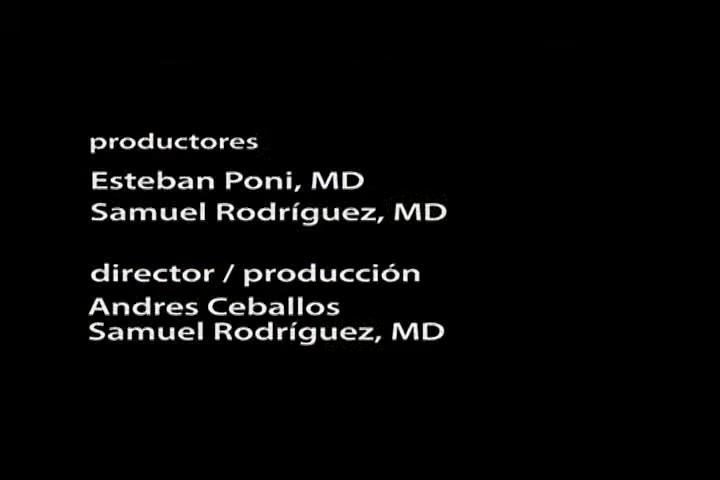 productores
Esteban Poni, MD
Samuel Rodríguez, MD
director / producción
Andres Ceballos
Samuel Rodríguez, MD